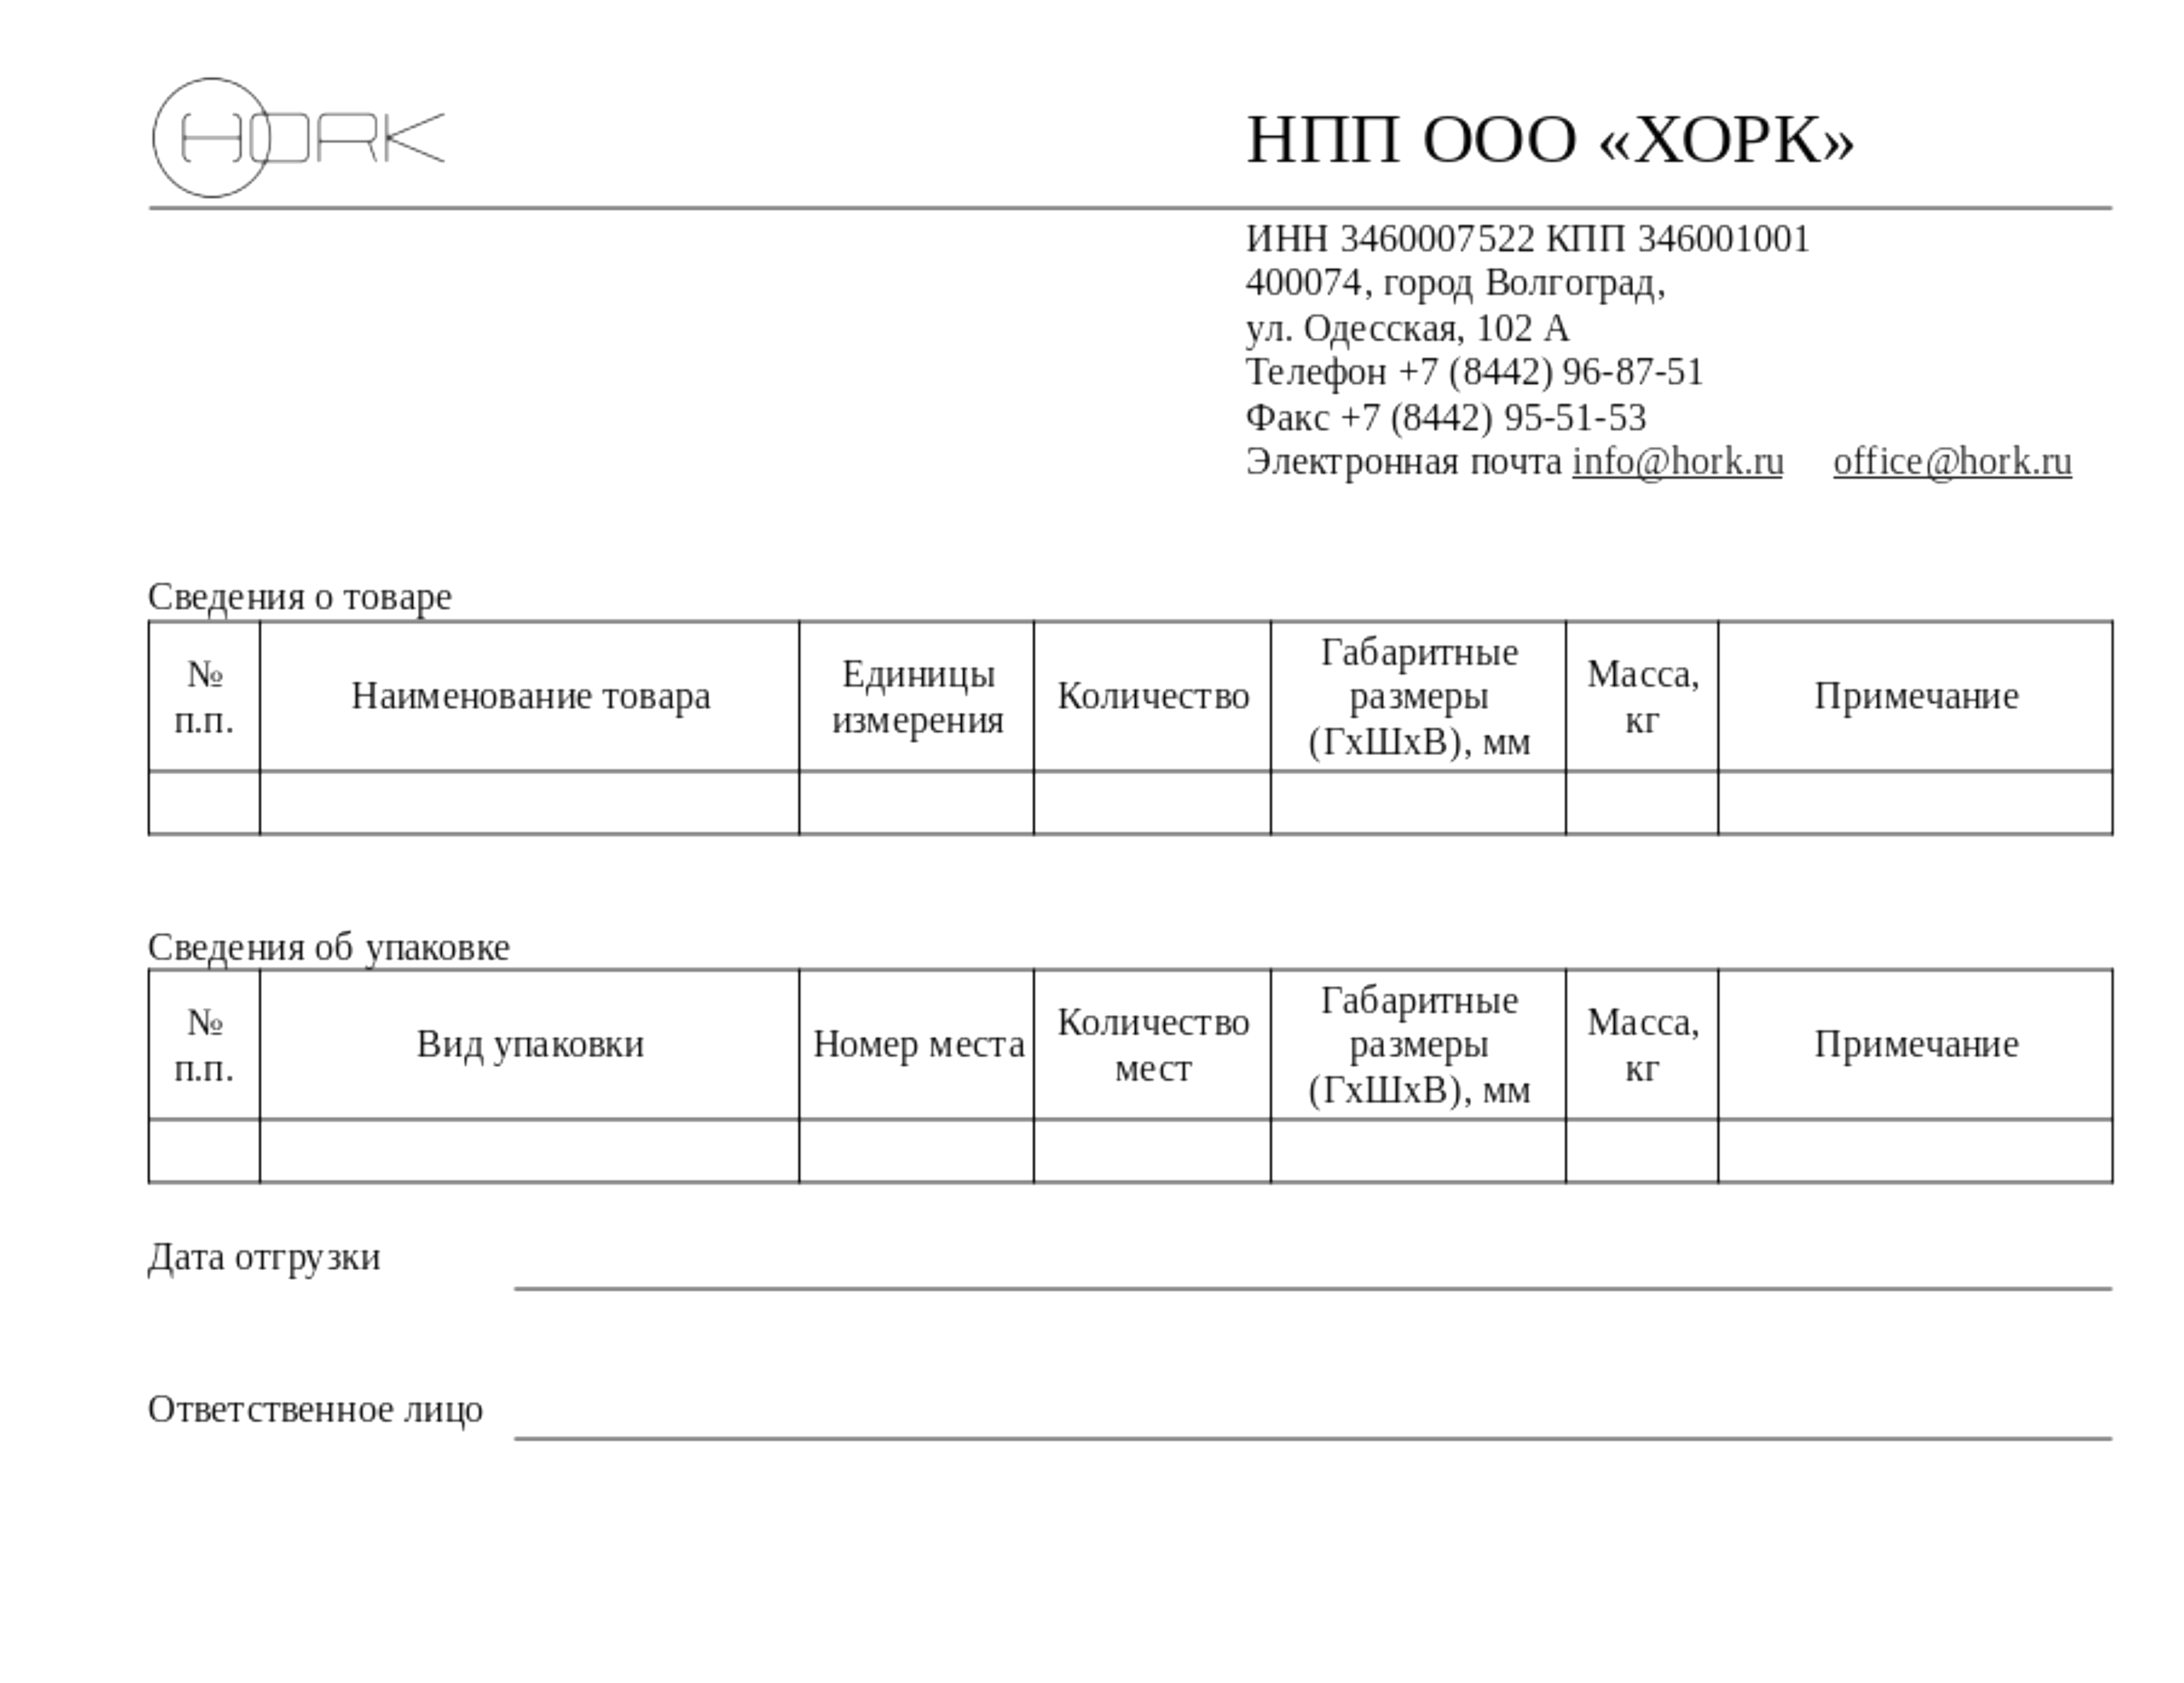 HORK
НПП ООО «ХОРК»
ИНН 3460007522 КПП 346001001
400074, город Волгоград,
ул. Одесская, 102 А
Телефон +7 (8442) 96-87-51
Факс +7 (8442) 95-51-53
Электронная почта info@hork.ru office@hork.ru
Сведения о товаре
№
п.п.
Наименование товара
Единицы
измерения
Количество
Габаритные
размеры
(ГхШхВ), мм
Масса,
кг
Примечание
Сведения об упаковке
№
п.п.
Вид упаковки
Номер места
Количество
мест
Габаритные
размеры
(ГхШхВ), мм
Масса,
кг
Примечание
Дата отгрузки
Ответственное лицо